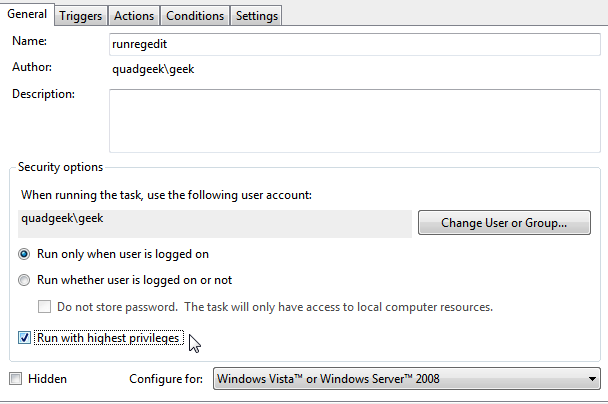 General Triggers Actions Conditions Settings
Name: runregedit
Author: quadgeek\geek
Description:
Security options
When running the task, use the following user account:
quadgeek\geek Change User or Group...
Run only when user is logged on
Run whether user is logged on or not
Do not store password. The task will only have access to local computer resources.
Run with highest privileges
Hidden Configure for: Windows Vista™ or Windows Server™ 2008